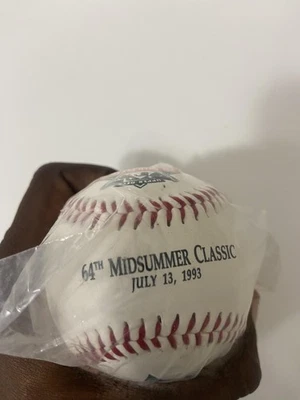 64TH MIDSUMMER CLASSIC
JULY 13, 1993